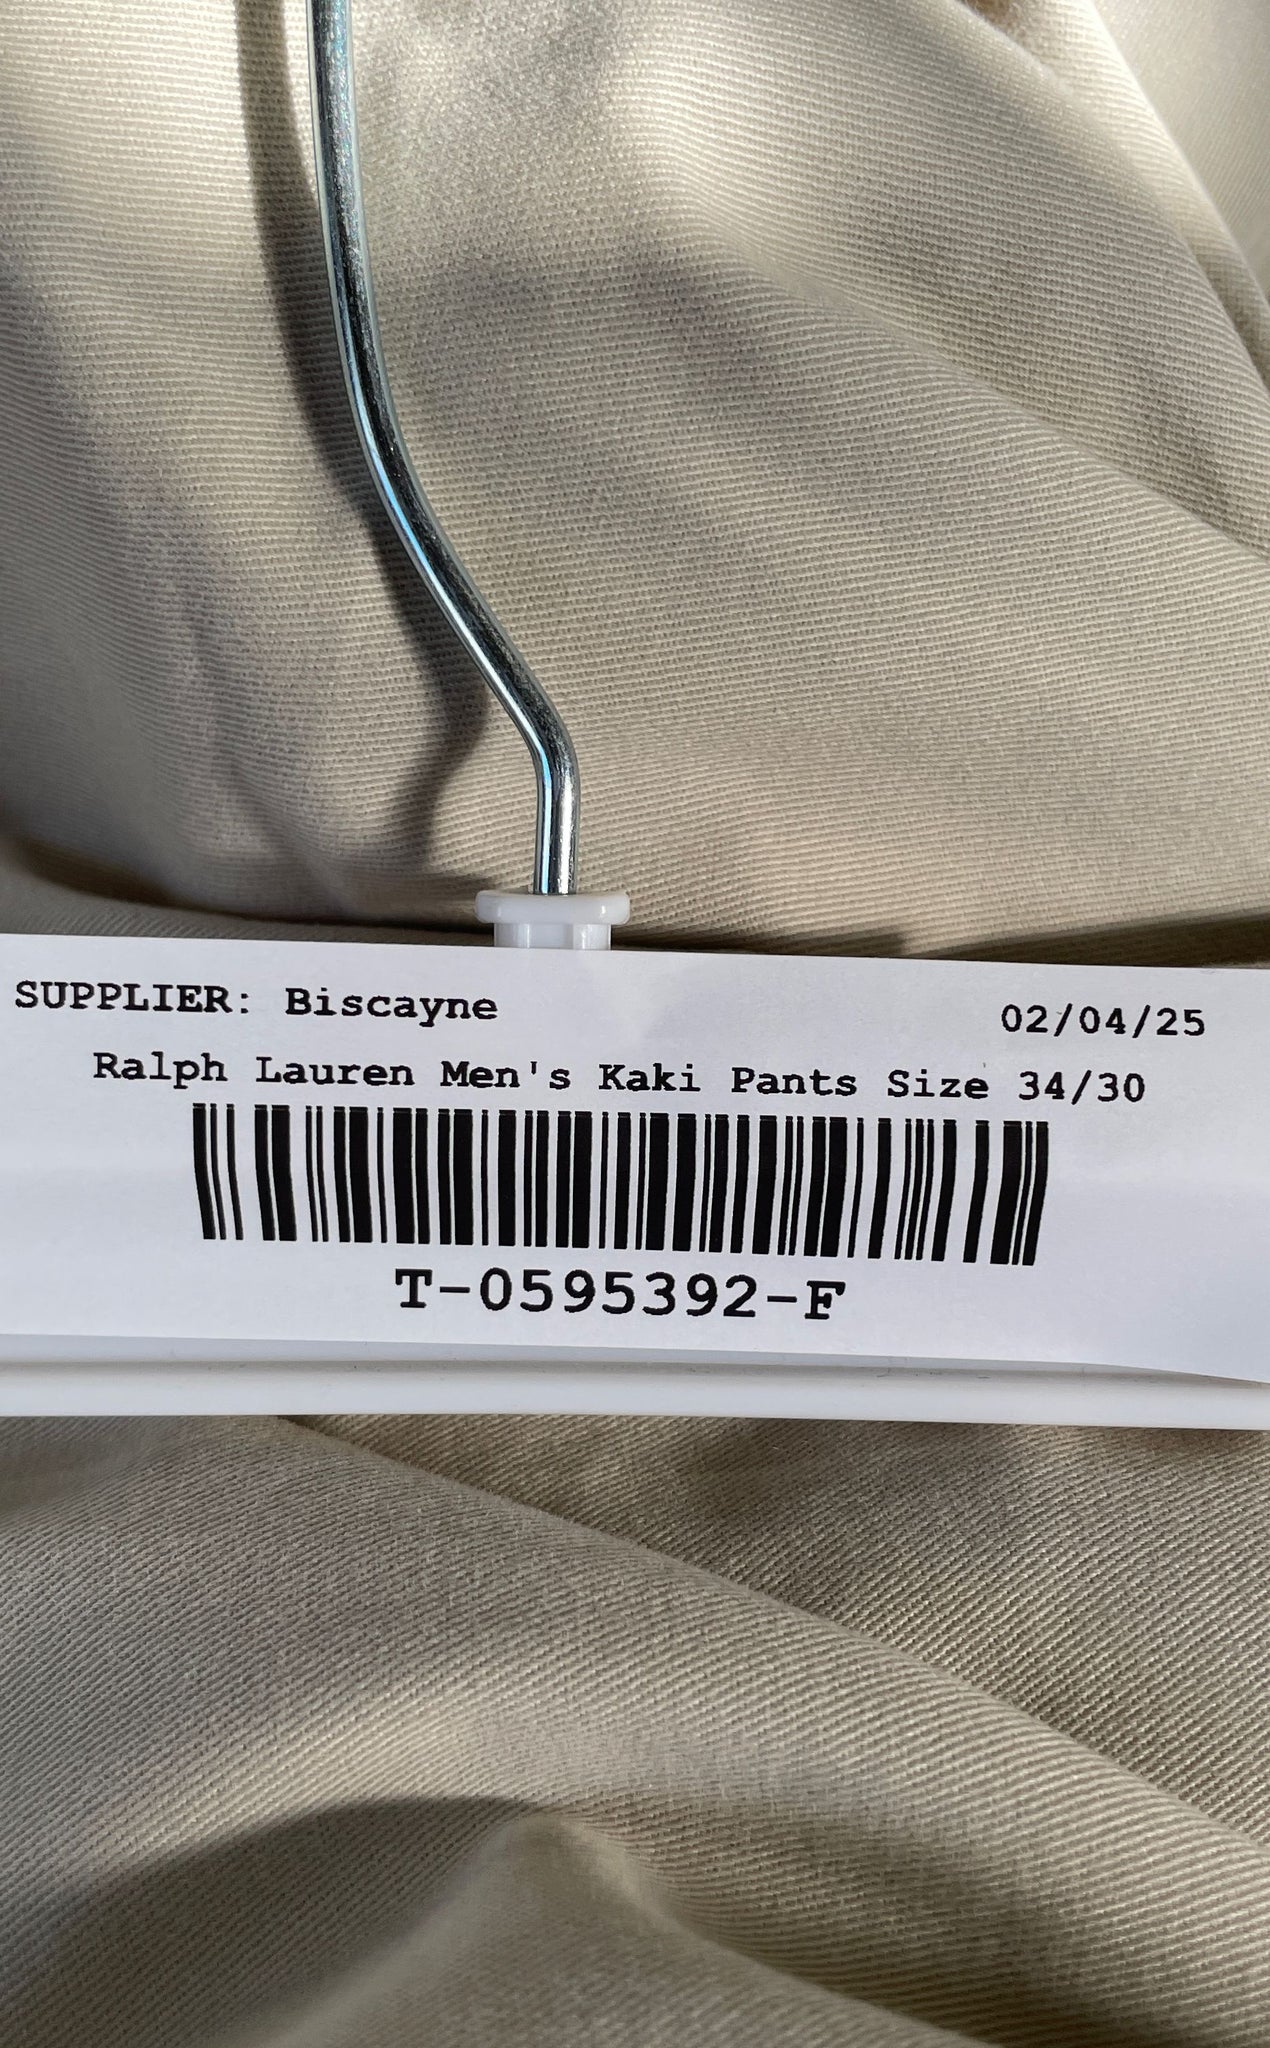 SUPPLIER: Biscayne 02/04/25
Ralph Lauren Men's Kaki Pants Size 34/30
T-0595392-F